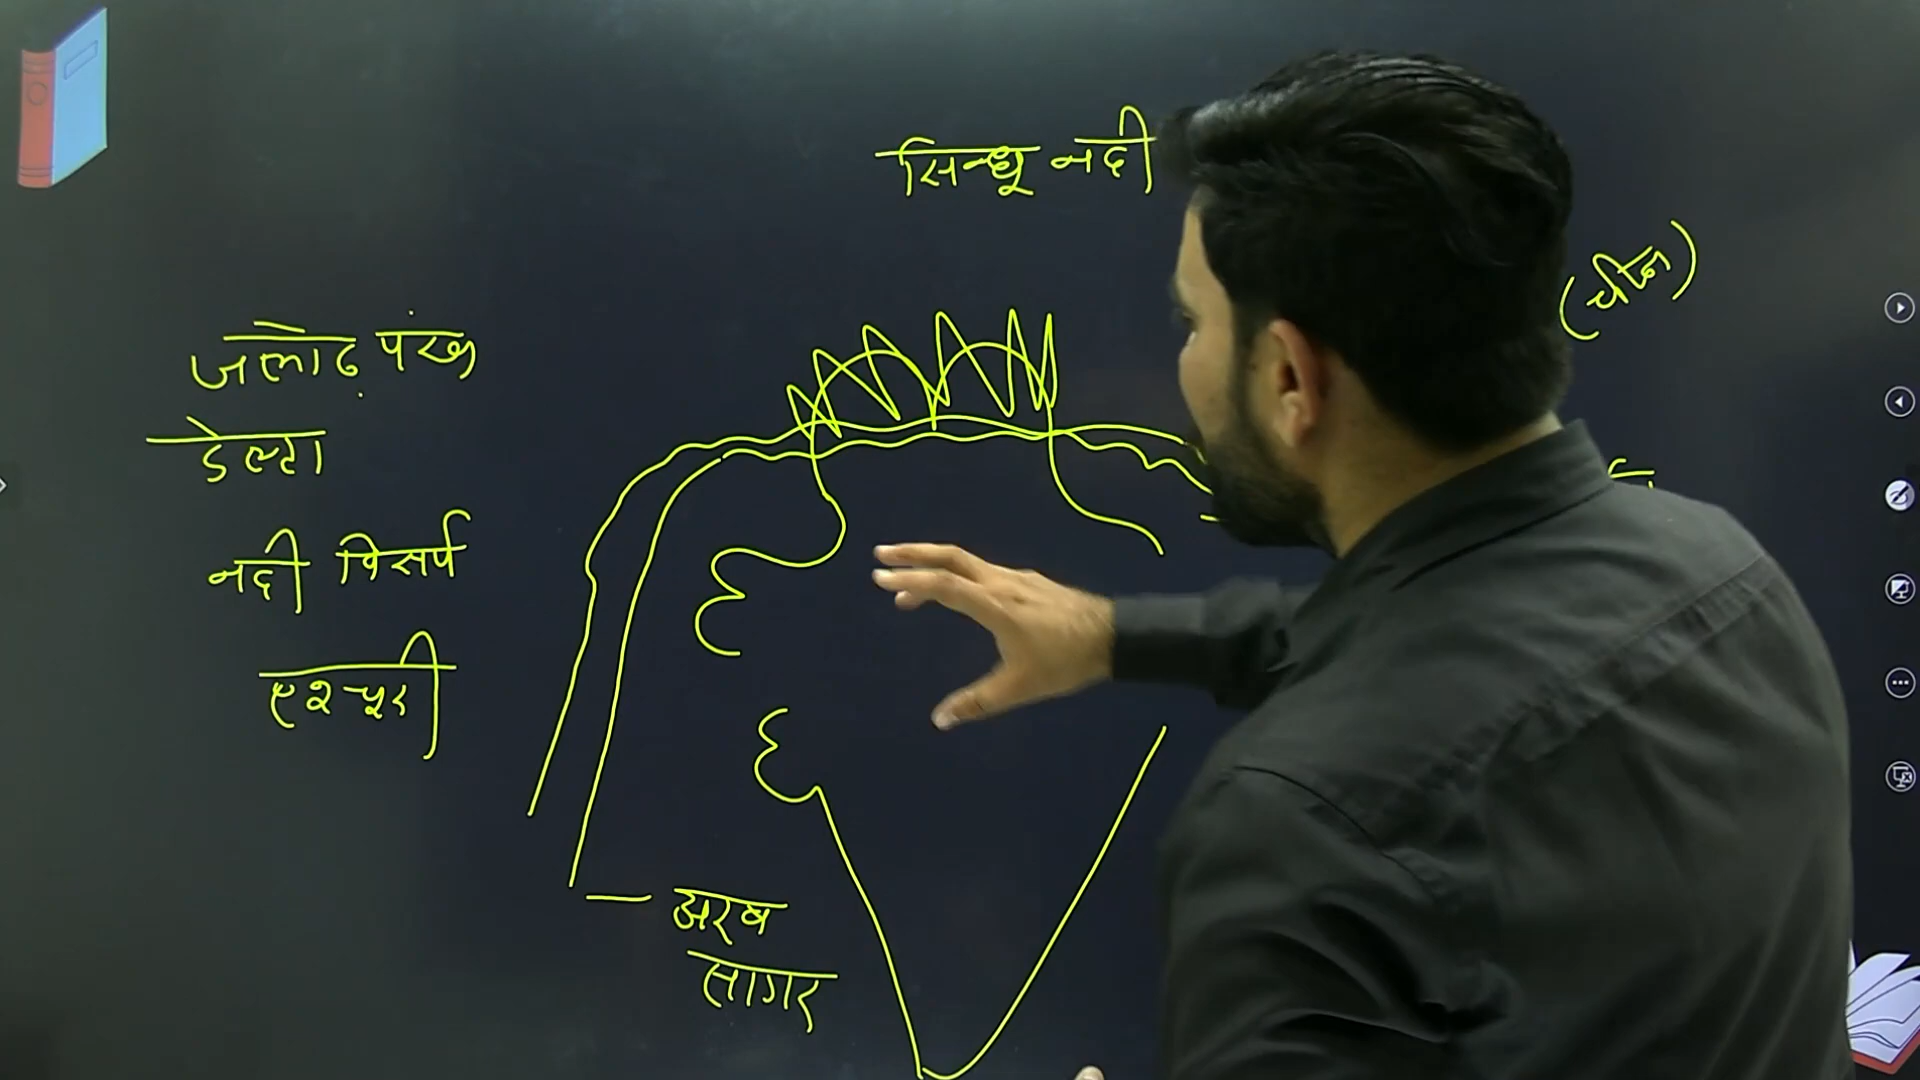 सिन्धू नदी
(चीन)
जलोढ़ पंख
डेल्टा
नदी विसर्प
एश्चूरी
अरब
सागर